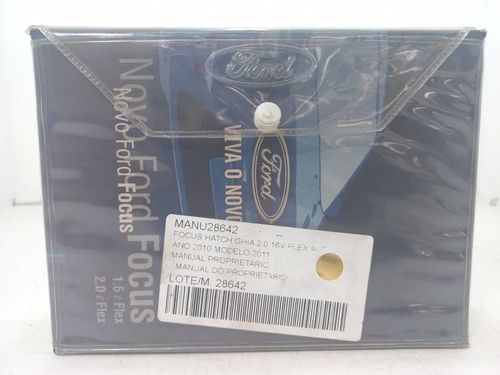 Ford
Novo Ford Focus
Novo Ford Focus
1.6 l Flex
2.0 l Flex
VIVA O NOVO
Ford
MANU28642
FOCUS HATCH GHIA 2.0 16V FLEX AUT
ANO 2010 MODELO 2011
MANUAL PROPRIETARIO
MANUAL DO PROPRIETARIO
LOTE/M: 28642